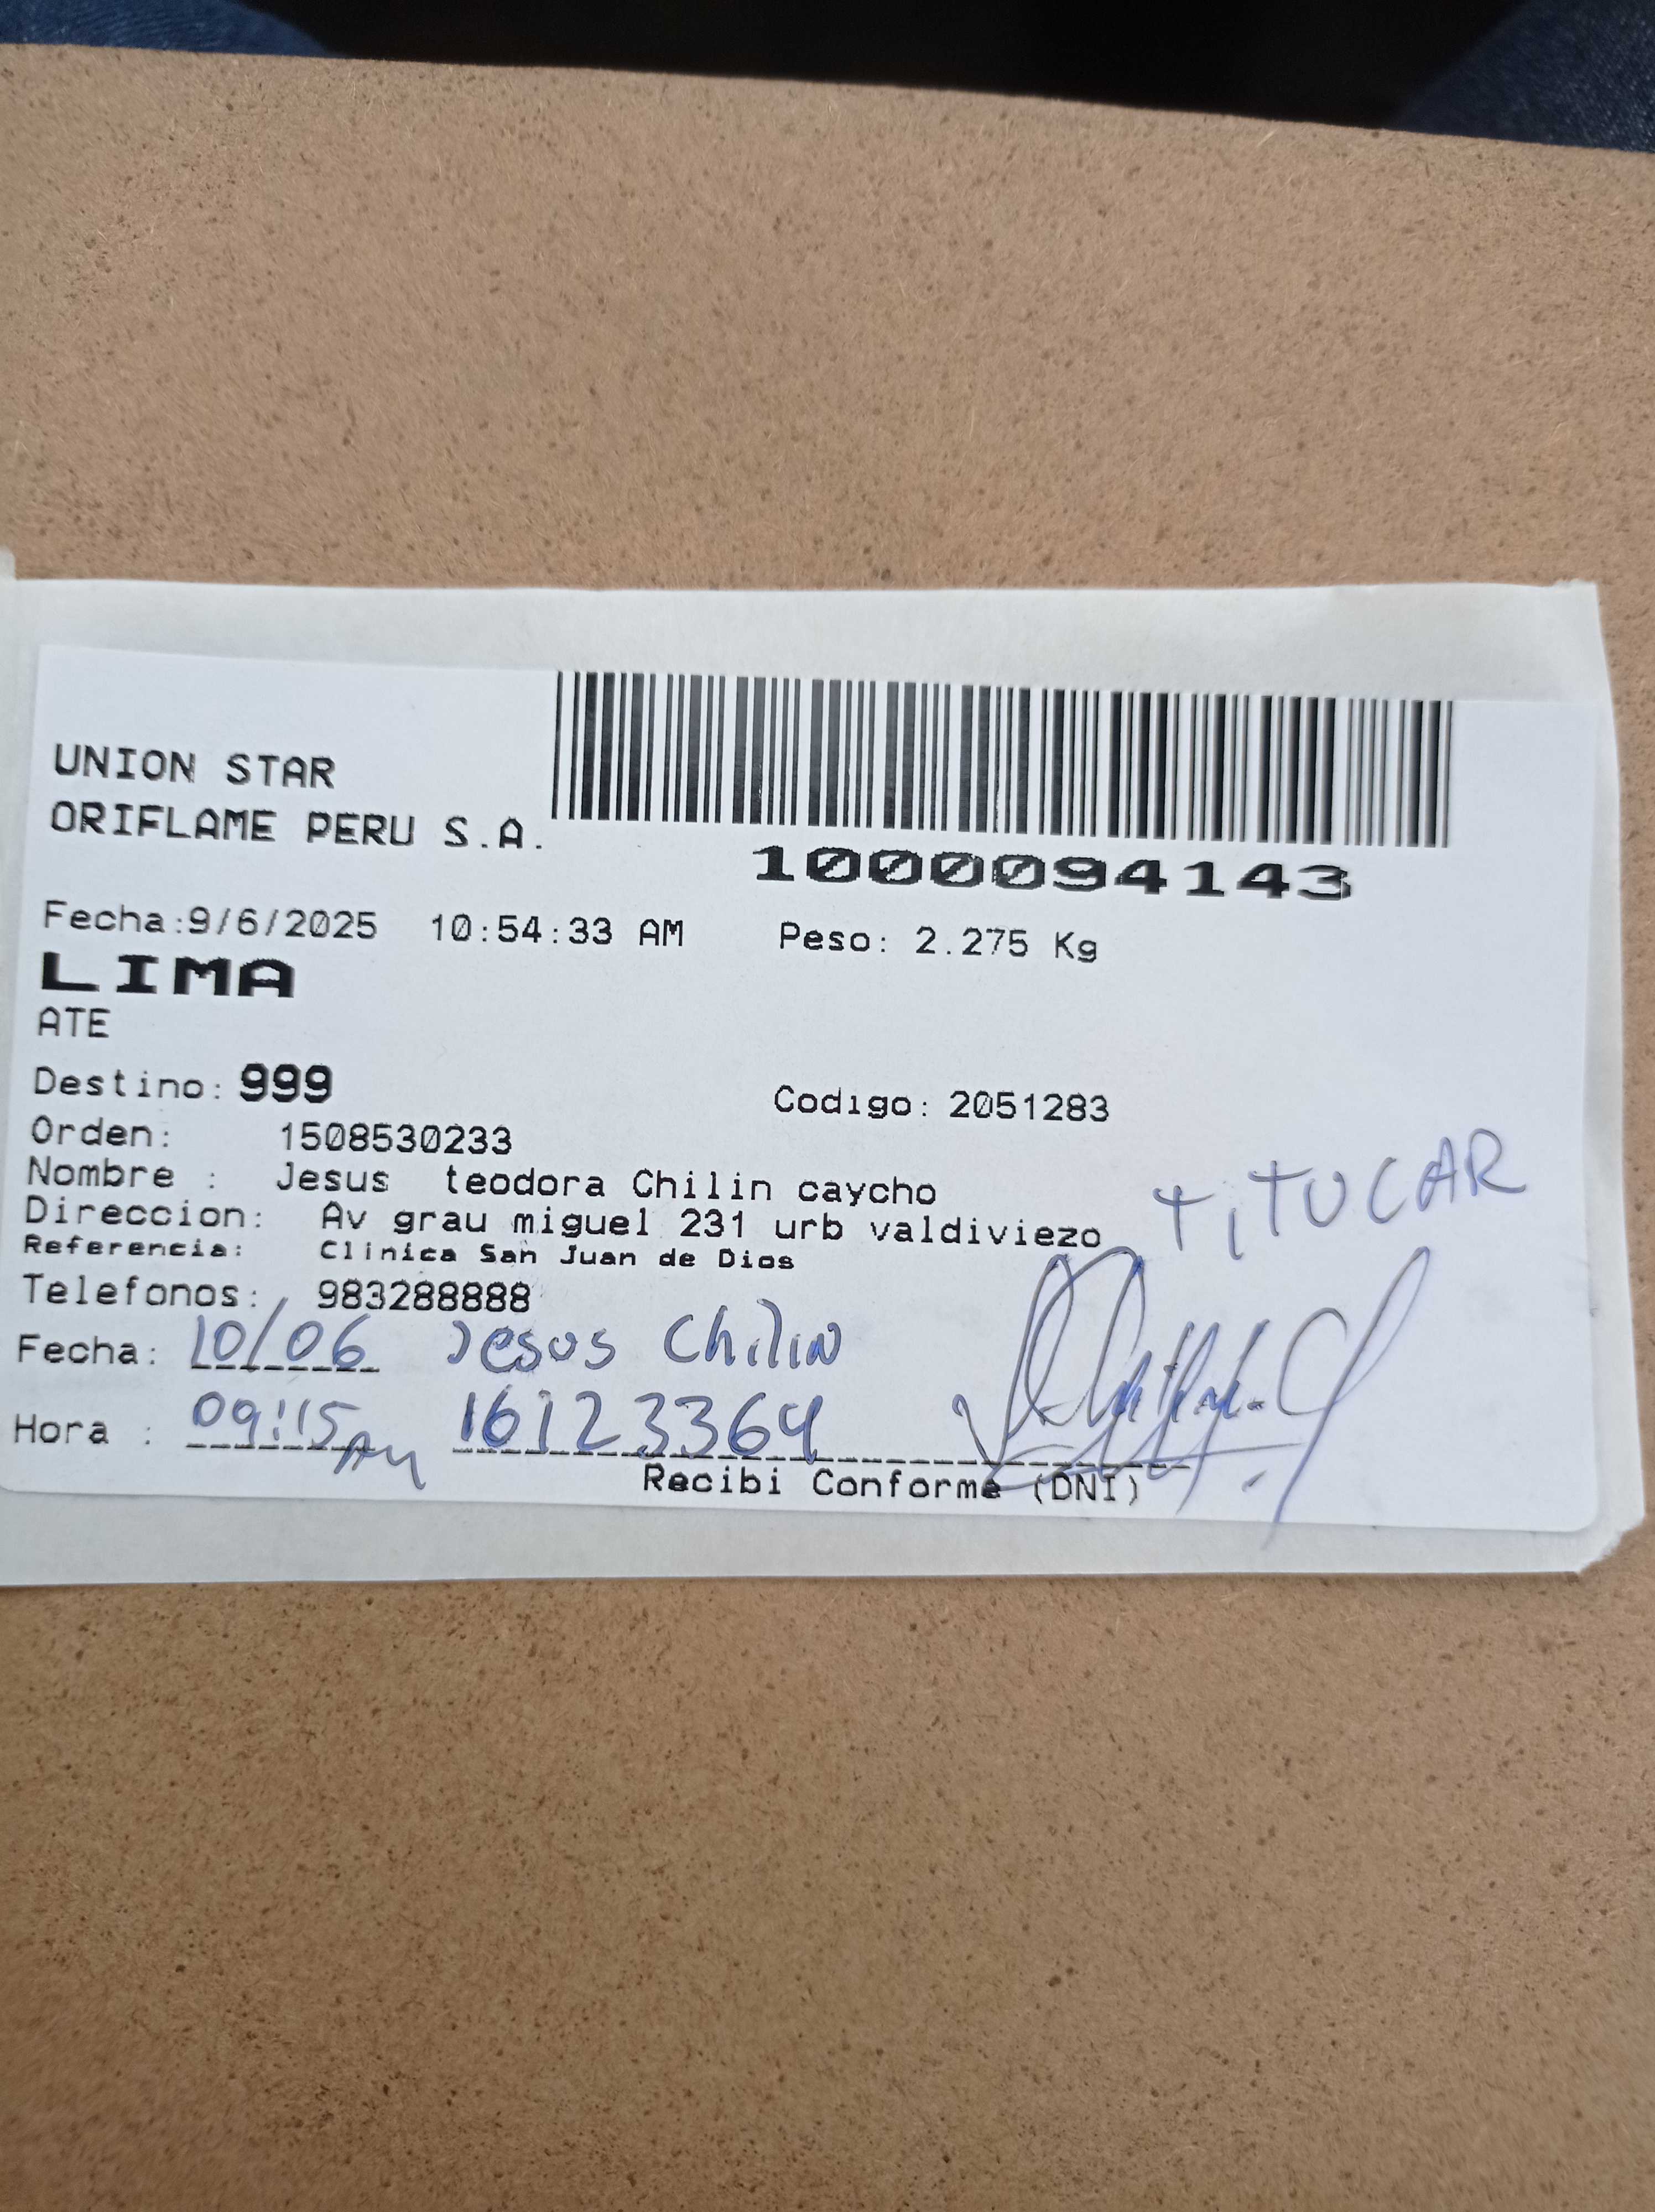 UNION STAR
ORIFLAME PERU S.A.
1000094143
Fecha:9/6/2025 10:54:33 AM Peso: 2.275 Kg
LIMA
ATE
Destino: 999 Codigo: 2051283
Orden: 1508530233
Nombre : Jesus teodora Chilin caycho
TITUCAR
Direccion: Av grau miguel 231 urb valdiviezo
Referencia: Clinica San Juan de Dios
Telefonos: 983288888
Fecha: 10/06 Jesus Chilin
Hora : 09:15 AM 16123364
Recibi Conforme (DNI)